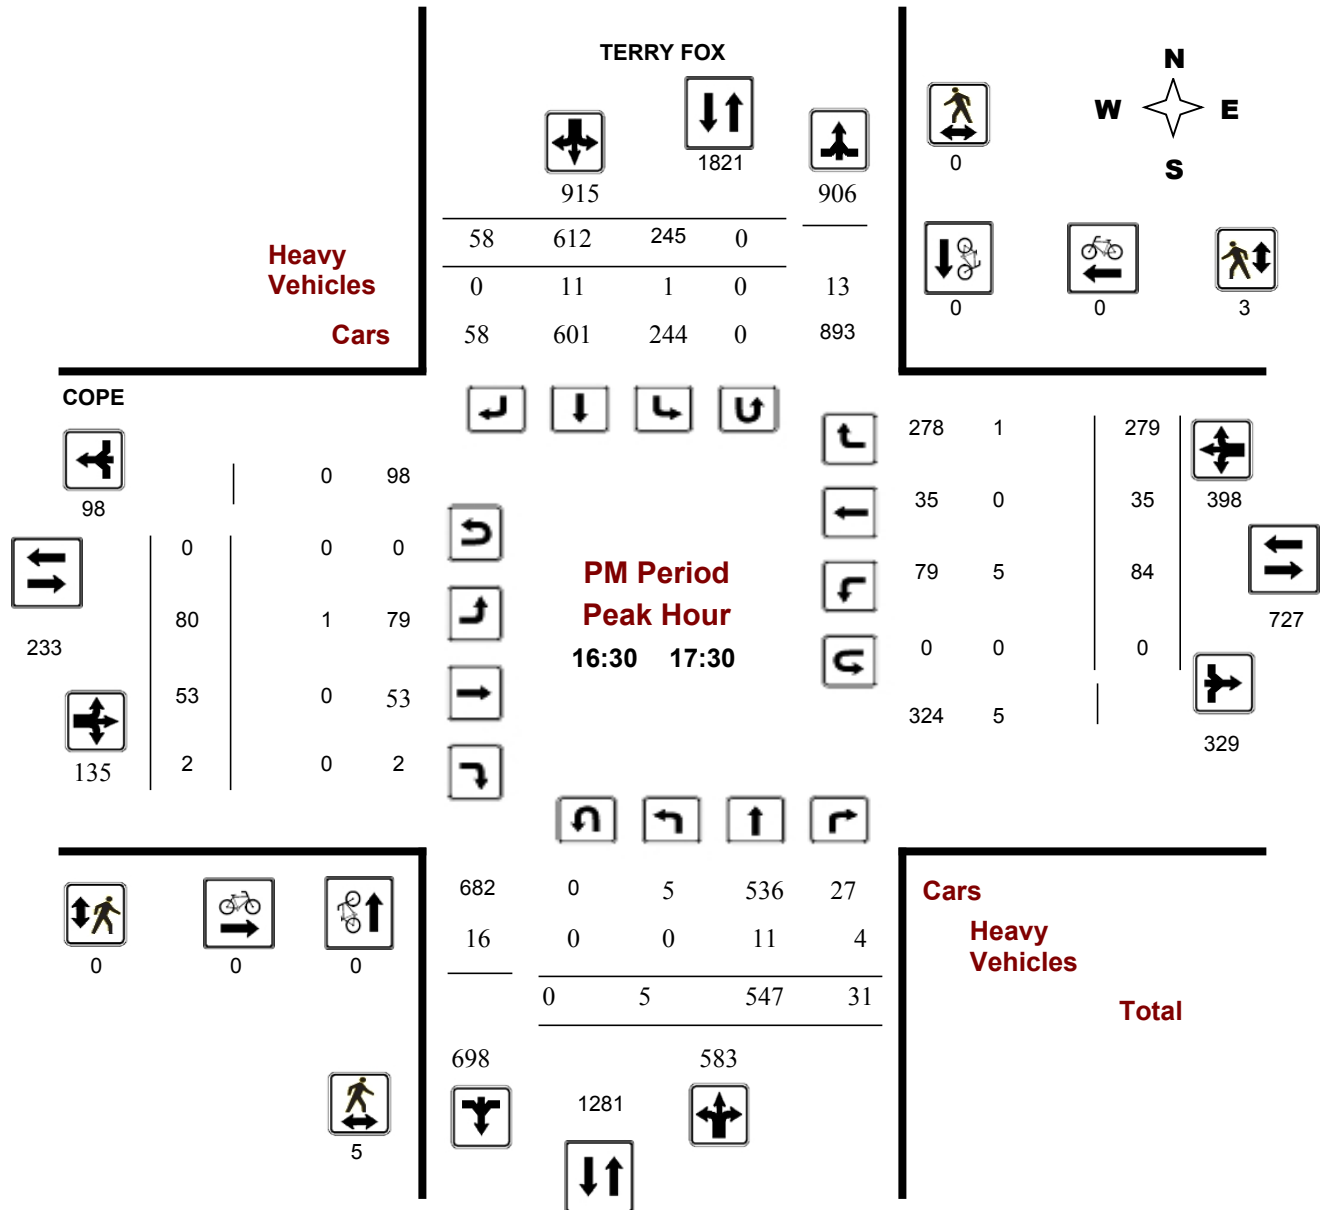 TERRY FOX
N
W E
S
1821
0
915 906
58 612 245 0
Heavy
Vehicles
0 11 1 0 13
0 0 3
Cars
58 601 244 0 893
COPE
278 1 279
0 98
98
35 0 35 398
0 0 0
PM Period
79 5 84
Peak Hour
80 1 79
727
233
16:30 17:30
0 0 0
53 0 53
324 5
329
135 2 0 2
682 0 5 536 27
Cars
16 0 0 11 4
Heavy
Vehicles
0 0 0
0 5 547 31
Total
698 583
1281
5